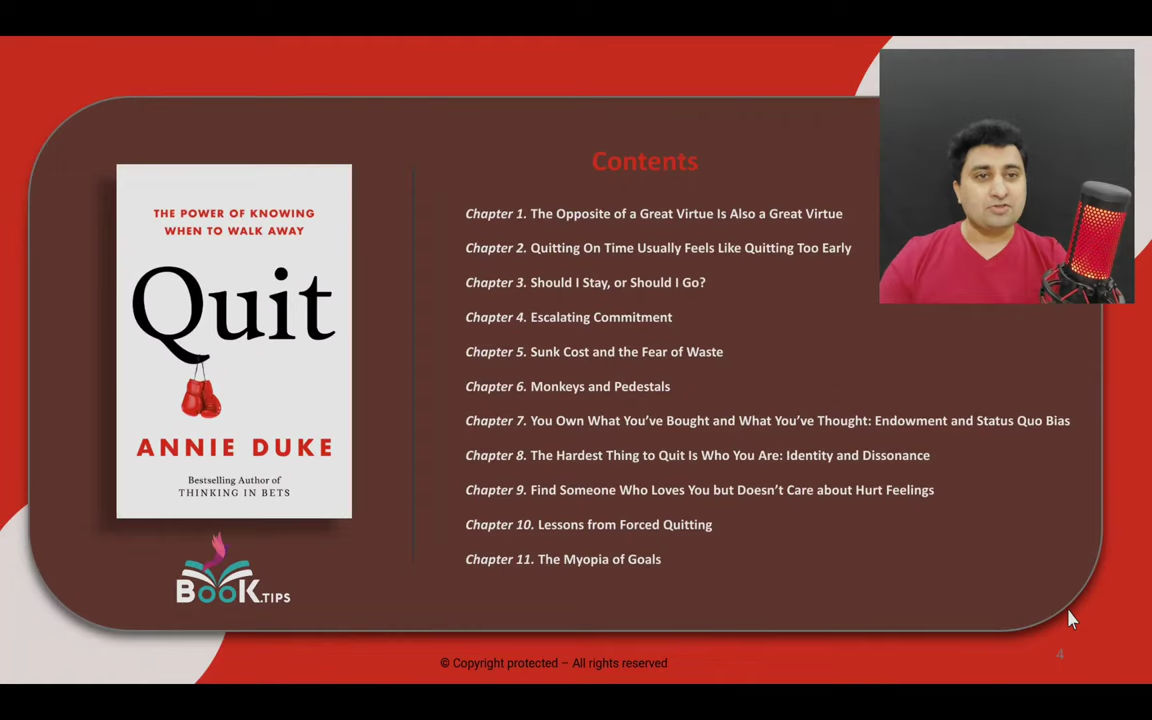 THE POWER OF KNOWING
WHEN TO WALK AWAY
Quit
ANNIE DUKE
Bestselling Author of
THINKING IN BETS
BooK.TIPS
Contents
Chapter 1. The Opposite of a Great Virtue Is Also a Great Virtue
Chapter 2. Quitting On Time Usually Feels Like Quitting Too Early
Chapter 3. Should I Stay, or Should I Go?
Chapter 4. Escalating Commitment
Chapter 5. Sunk Cost and the Fear of Waste
Chapter 6. Monkeys and Pedestals
Chapter 7. You Own What You’ve Bought and What You’ve Thought: Endowment and Status Quo Bias
Chapter 8. The Hardest Thing to Quit Is Who You Are: Identity and Dissonance
Chapter 9. Find Someone Who Loves You but Doesn’t Care about Hurt Feelings
Chapter 10. Lessons from Forced Quitting
Chapter 11. The Myopia of Goals
© Copyright protected – All rights reserved
4